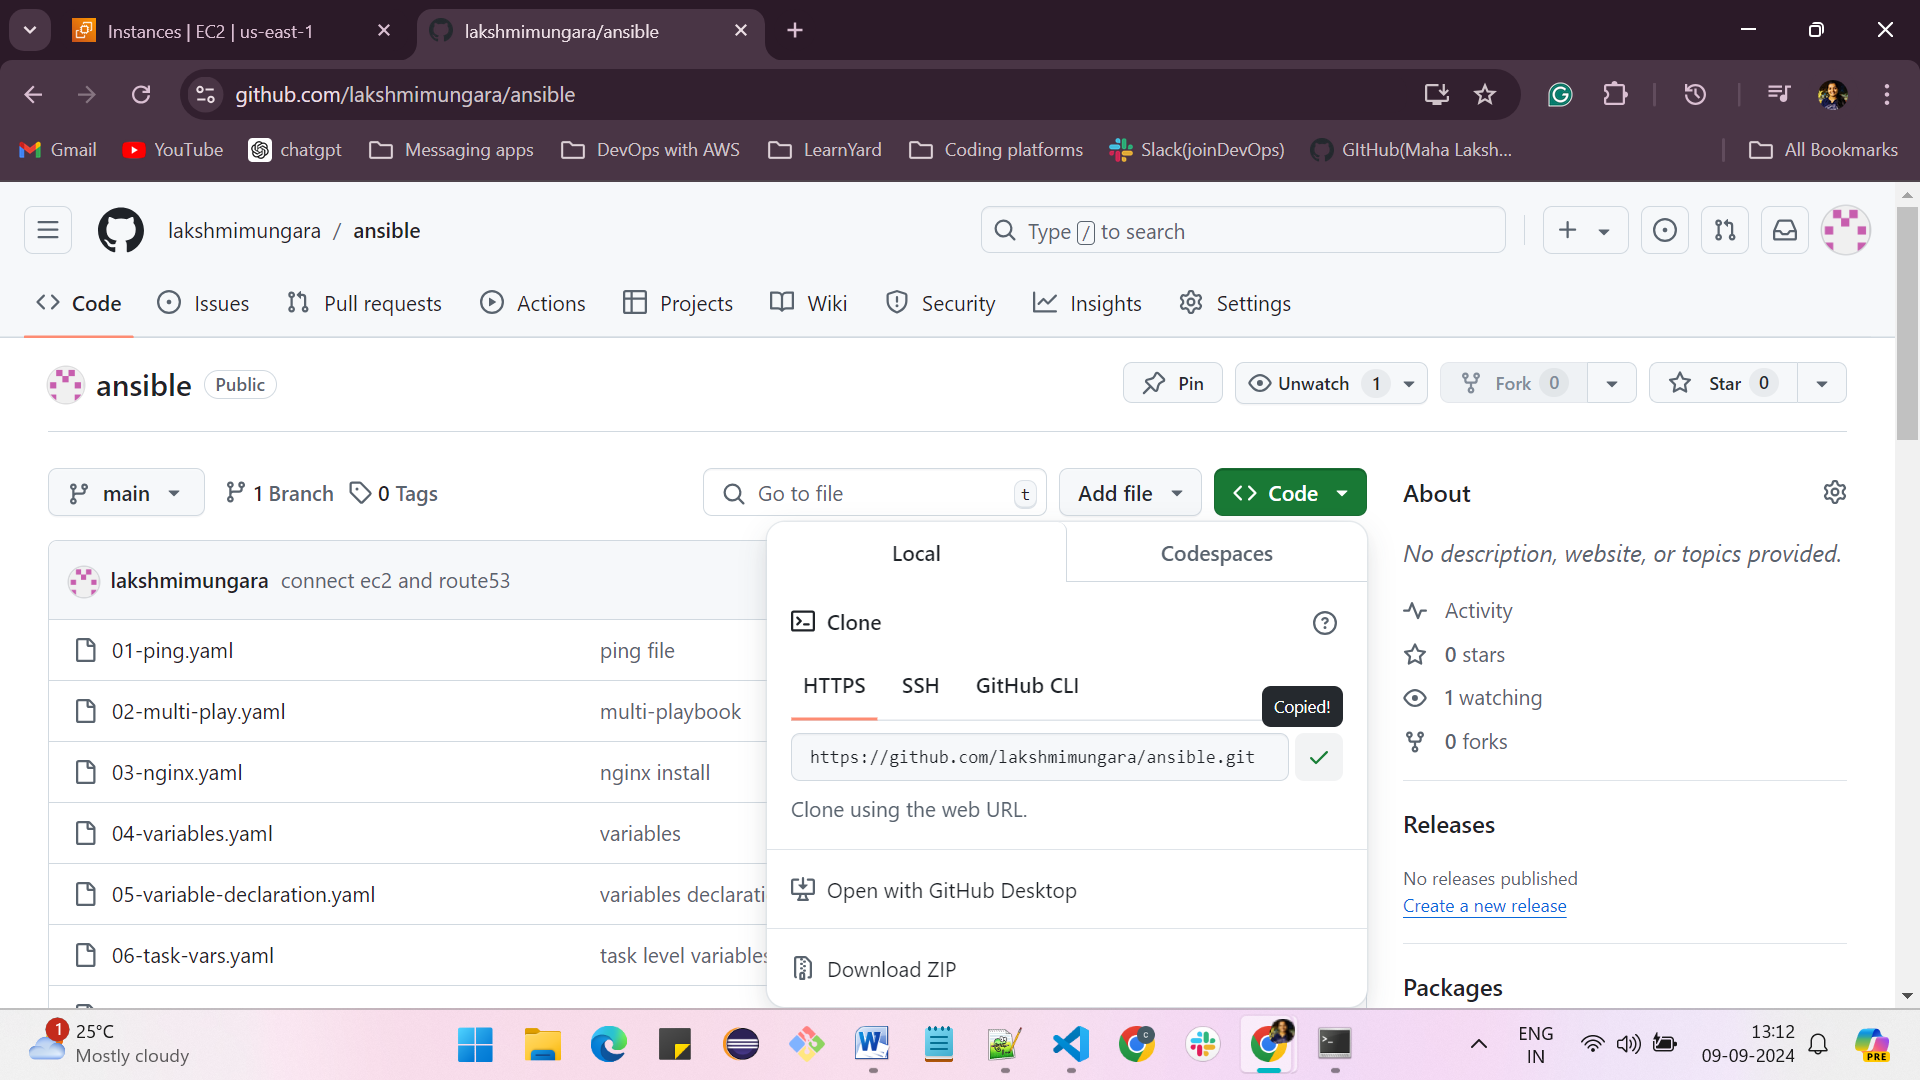 Instances | EC2 | us-east-1
lakshmimungara/ansible
github.com/lakshmimungara/ansible
Gmail
YouTube
chatgpt
Messaging apps
DevOps with AWS
LearnYard
Coding platforms
Slack(joinDevOps)
GItHub(Maha Laksh...
All Bookmarks
lakshmimungara / ansible
Type / to search
Code
Issues
Pull requests
Actions
Projects
Wiki
Security
Insights
Settings
ansible
Public
Pin
Unwatch 1
Fork 0
Star 0
main
1 Branch
0 Tags
Go to file
t
Add file
Code
lakshmimungara connect ec2 and route53
01-ping.yaml ping file
02-multi-play.yaml multi-playbook
03-nginx.yaml nginx install
04-variables.yaml variables
05-variable-declaration.yaml variables declarati
06-task-vars.yaml task level variables
Local
Codespaces
Clone
HTTPS
SSH
GitHub CLI
Copied!
https://github.com/lakshmimungara/ansible.git
Clone using the web URL.
Open with GitHub Desktop
Download ZIP
About
No description, website, or topics provided.
Activity
0 stars
1 watching
0 forks
Releases
No releases published
Create a new release
Packages
1
25°C
Mostly cloudy
W
C
ENG
IN
13:12
09-09-2024
PRE